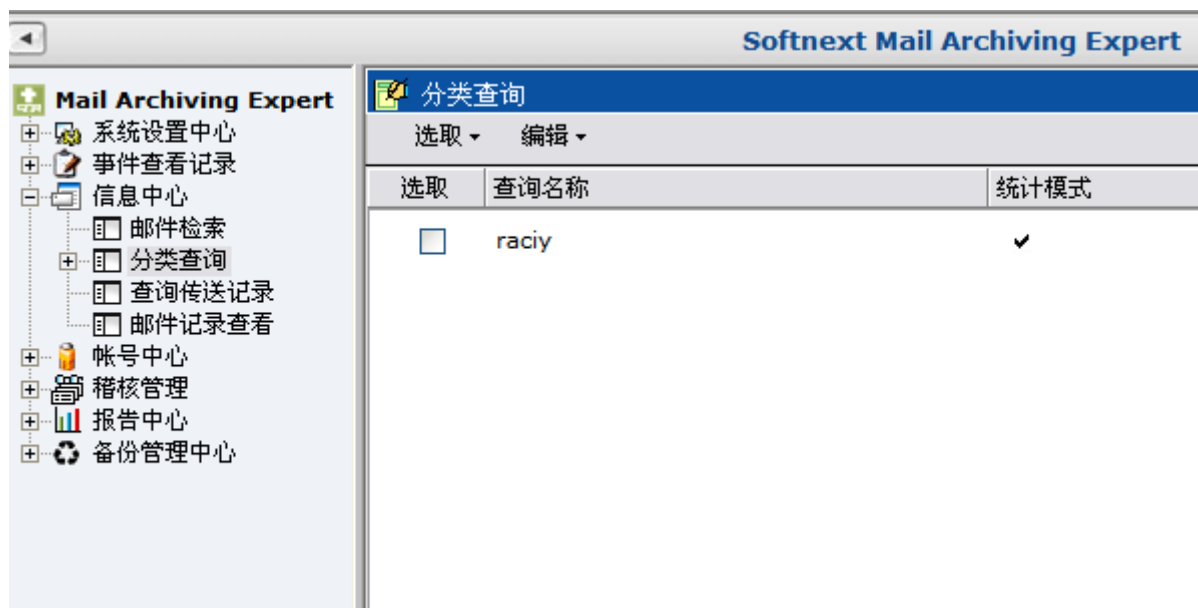 Softnext Mail Archiving Expert
Mail Archiving Expert
系统设置中心
事件查看记录
信息中心
邮件检索
分类查询
查询传送记录
邮件记录查看
帐号中心
稽核管理
报告中心
备份管理中心
分类查询
选取 编辑
选取 查询名称 统计模式
raciy